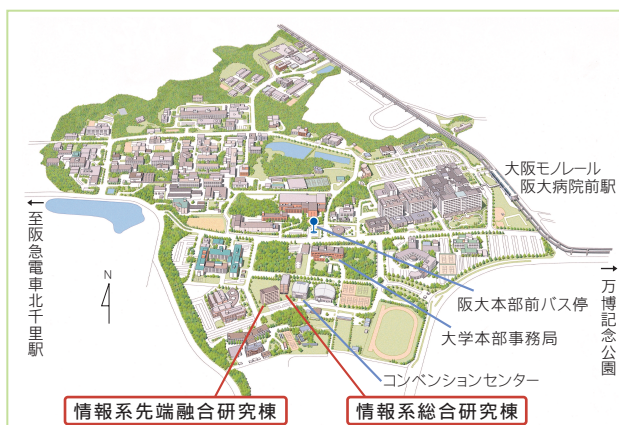 大阪モノレール
阪大病院前駅
←
至阪急電車北千里駅
N
→
万博記念公園
阪大本部前バス停
大学本部事務局
コンベンションセンター
情報系先端融合研究棟
情報系総合研究棟